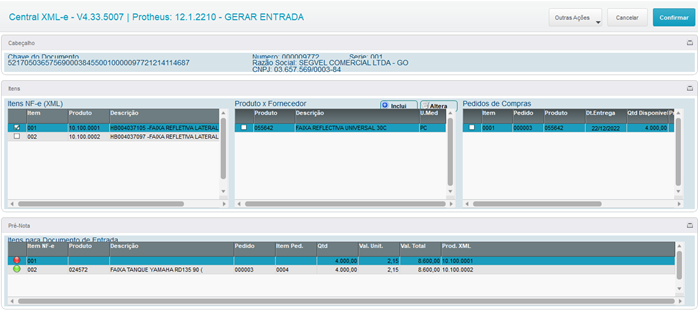 Central XML-e - V4.33.5007 | Protheus: 12.1.2210 - GERAR ENTRADA
Outras Ações
Cancelar
Confirmar
Cabeçalho
Chave do Documento
Numero: 000009772
Serie: 001
52170503657569000384550010000097721214114687
Razão Social: SEGVEL COMERCIAL LTDA - GO
CNPJ: 03.657.569/0003-84
Itens
Itens NF-e (XML)
Item Produto Descrição
001 10.100.0001 HB004037105 -FAIXA REFLETIVA LATERAL
002 10.100.0002 HB004037097 -FAIXA REFLETIVA LATERAL
Produto x Fornecedor
Inclui
Altera
Produto Descrição U.Med
055642 FAIXA REFLECTIVA UNIVERSAL 30C PC
Pedidos de Compras
Item Pedido Produto Dt.Entrega Qtd Disponivel
0001 000003 055642 22/12/2022 4.000,00
Pré-Nota
Itens para Documento de Entrada
Item NF-e Produto Descrição Pedido Item Ped. Qtd Val. Unit. Val. Total Prod. XML
001 4.000,00 2,15 8.600,00 10.100.0001
002 024572 FAIXA TANQUE YAMAHA RD135 90 ( 000003 0004 4.000,00 2,15 8.600,00 10.100.0002